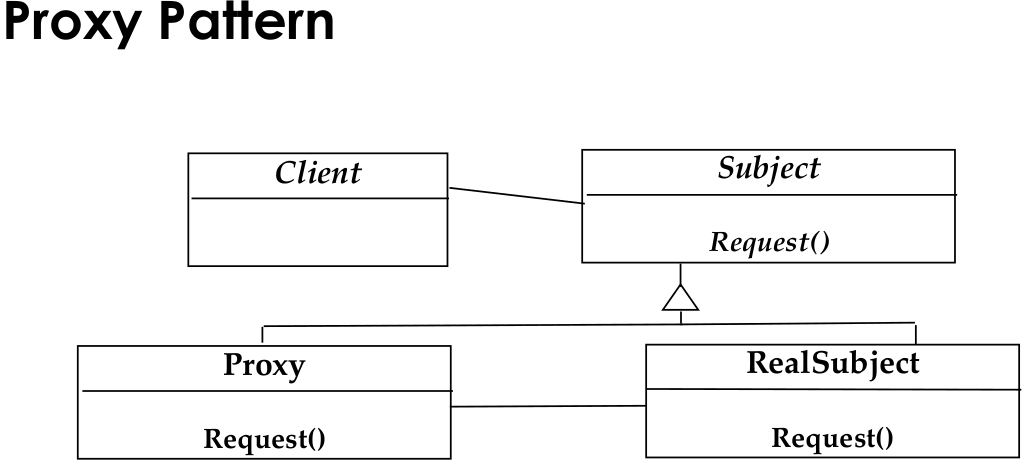 Proxy Pattern
Client
Subject
Request()
Proxy
Request()
RealSubject
Request()